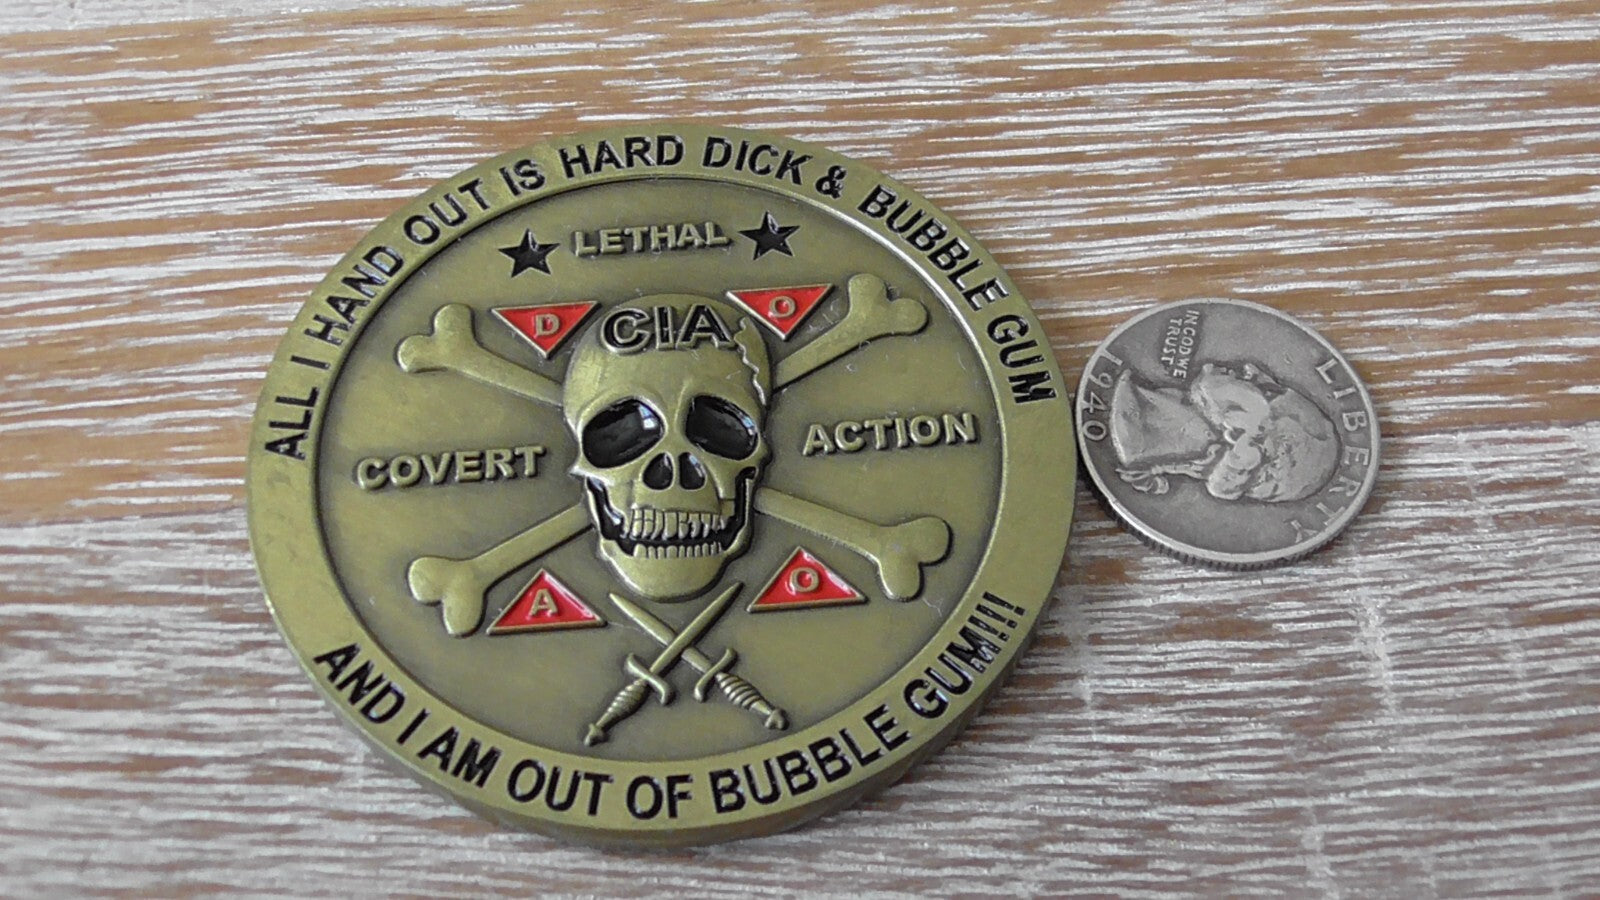 ALL I HAND OUT IS HARD DICK & BUBBLE GUM
LETHAL
D
O
CIA
COVERT
ACTION
A
O
AND I AM OUT OF BUBBLE GUM!!!
LIBERTY
IN GOD WE
TRUST
1940